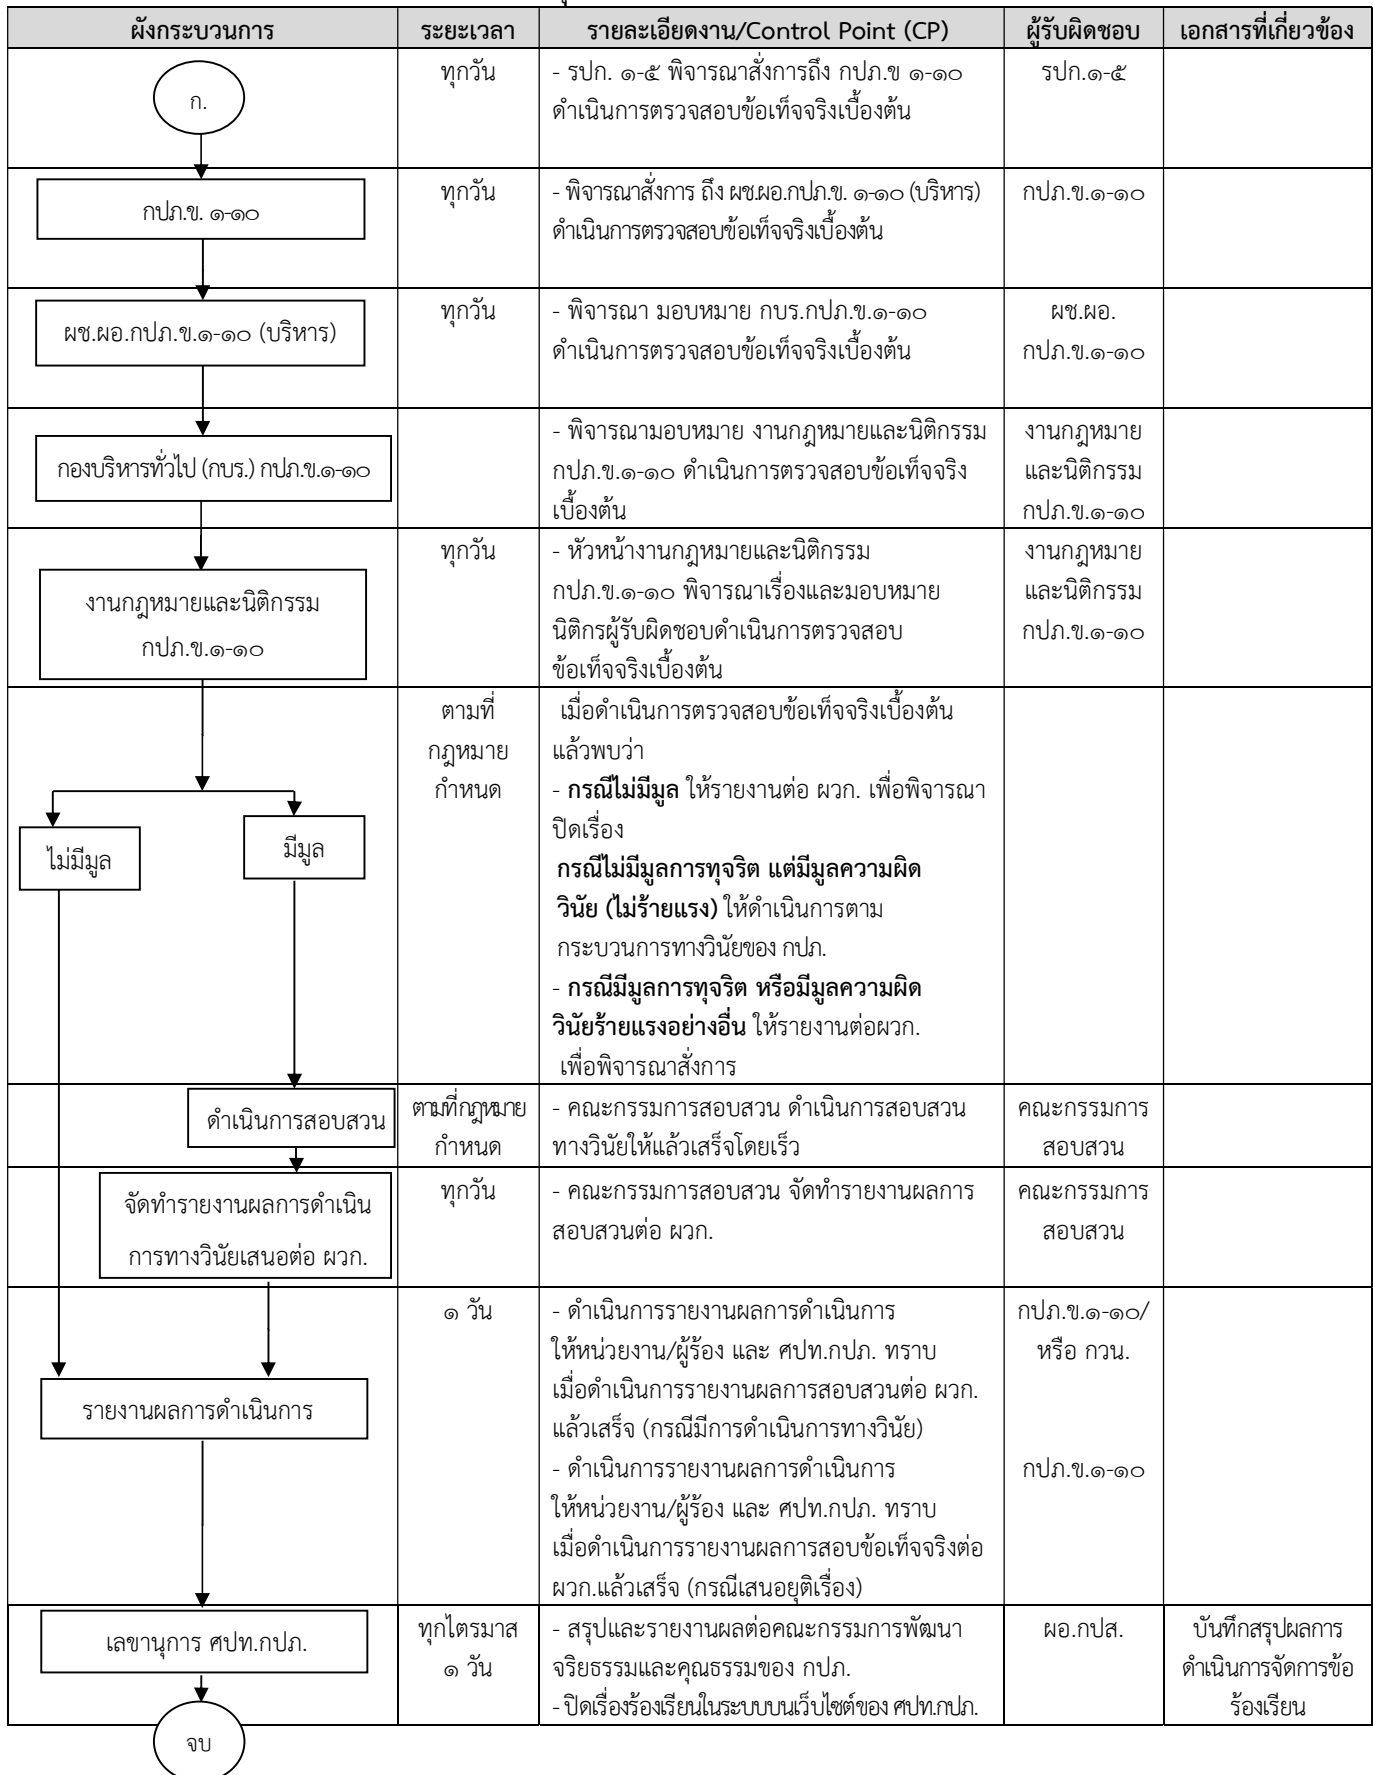 ผังกระบวนการ ระยะเวลา รายละเอียดงาน/Control Point (CP) ผู้รับผิดชอบ เอกสารที่เกี่ยวข้อง
ก.
ทุกวัน
- รปก. ๑-๕ พิจารณาสั่งการถึง กปภ.ข ๑-๑๐
ดำเนินการตรวจสอบข้อเท็จจริงเบื้องต้น
รปก.๑-๕
กปภ.ข. ๑-๑๐
ทุกวัน
- พิจารณาสั่งการ ถึง ผช.ผอ.กปภ.ข. ๑-๑๐ (บริหาร)
ดำเนินการตรวจสอบข้อเท็จจริงเบื้องต้น
กปภ.ข.๑-๑๐
ผช.ผอ.กปภ.ข.๑-๑๐ (บริหาร)
ทุกวัน
- พิจารณา มอบหมาย กบร.กปภ.ข.๑-๑๐
ดำเนินการตรวจสอบข้อเท็จจริงเบื้องต้น
ผช.ผอ.
กปภ.ข.๑-๑๐
กองบริหารทั่วไป (กบร.) กปภ.ข.๑-๑๐
- พิจารณามอบหมาย งานกฎหมายและนิติกรรม
กปภ.ข.๑-๑๐ ดำเนินการตรวจสอบข้อเท็จจริง
เบื้องต้น
งานกฎหมาย
และนิติกรรม
กปภ.ข.๑-๑๐
งานกฎหมายและนิติกรรม
กปภ.ข.๑-๑๐
ทุกวัน
- หัวหน้างานกฎหมายและนิติกรรม
กปภ.ข.๑-๑๐ พิจารณาเรื่องและมอบหมาย
นิติกรผู้รับผิดชอบดำเนินการตรวจสอบ
ข้อเท็จจริงเบื้องต้น
งานกฎหมาย
และนิติกรรม
กปภ.ข.๑-๑๐
ไม่มีมูล
มีมูล
ตามที่
กฎหมาย
กำหนด
เมื่อดำเนินการตรวจสอบข้อเท็จจริงเบื้องต้น
แล้วพบว่า
- กรณีไม่มีมูล ให้รายงานต่อ ผวก. เพื่อพิจารณา
ปิดเรื่อง
กรณีไม่มีมูลการทุจริต แต่มีมูลความผิด
วินัย (ไม่ร้ายแรง) ให้ดำเนินการตาม
กระบวนการทางวินัยของ กปภ.
- กรณีมีมูลการทุจริต หรือมีมูลความผิด
วินัยร้ายแรงอย่างอื่น ให้รายงานต่อผวก.
เพื่อพิจารณาสั่งการ
ดำเนินการสอบสวน
ตามที่กฎหมาย
กำหนด
- คณะกรรมการสอบสวน ดำเนินการสอบสวน
ทางวินัยให้แล้วเสร็จโดยเร็ว
คณะกรรมการ
สอบสวน
จัดทำรายงานผลการดำเนิน
การทางวินัยเสนอต่อ ผวก.
ทุกวัน
- คณะกรรมการสอบสวน จัดทำรายงานผลการ
สอบสวนต่อ ผวก.
คณะกรรมการ
สอบสวน
รายงานผลการดำเนินการ
๑ วัน
- ดำเนินการรายงานผลการดำเนินการ
ให้หน่วยงาน/ผู้ร้อง และ ศปท.กปภ. ทราบ
เมื่อดำเนินการรายงานผลการสอบสวนต่อ ผวก.
แล้วเสร็จ (กรณีมีการดำเนินการทางวินัย)
กปภ.ข.๑-๑๐/
หรือ กวน.
- ดำเนินการรายงานผลการดำเนินการ
ให้หน่วยงาน/ผู้ร้อง และ ศปท.กปภ. ทราบ
เมื่อดำเนินการรายงานผลการสอบข้อเท็จจริงต่อ
ผวก.แล้วเสร็จ (กรณีเสนอยุติเรื่อง)
กปภ.ข.๑-๑๐
เลขานุการ ศปท.กปภ.
ทุกไตรมาส
๑ วัน
- สรุปและรายงานผลต่อคณะกรรมการพัฒนา
จริยธรรมและคุณธรรมของ กปภ.
- ปิดเรื่องร้องเรียนในระบบบนเว็บไซต์ของ ศปท.กปภ.
ผอ.กปส.
บันทึกสรุปผลการ
ดำเนินการจัดการข้อ
ร้องเรียน
จบ